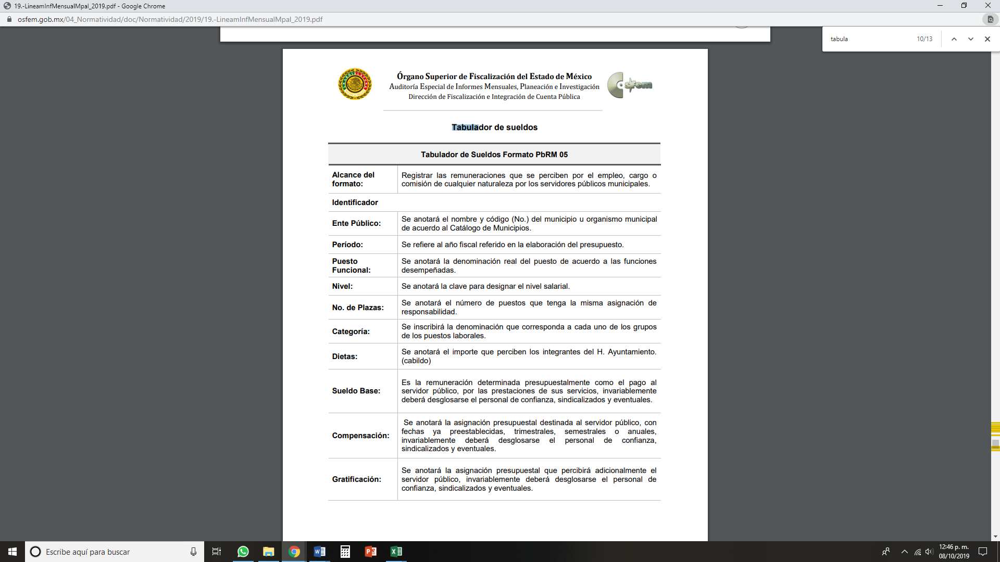 19.-LineamInfMensualMpal_2019.pdf - Google Chrome
osfem.gob.mx/04_Normatividad/doc/Normatividad/2019/19.-LineamInfMensualMpal_2019.pdf
tabula 10/13
Órgano Superior de Fiscalización del Estado de México
Auditoría Especial de Informes Mensuales, Planeación e Investigación
Dirección de Fiscalización e Integración de Cuenta Pública
osfem
Tabulador de sueldos
Tabulador de Sueldos Formato PbRM 05
Alcance del formato:
Registrar las remuneraciones que se perciben por el empleo, cargo o
comisión de cualquier naturaleza por los servidores públicos municipales.
Identificador
Ente Público:
Se anotará el nombre y código (No.) del municipio u organismo municipal
de acuerdo al Catálogo de Municipios.
Período:
Se refiere al año fiscal referido en la elaboración del presupuesto.
Puesto
Funcional:
Se anotará la denominación real del puesto de acuerdo a las funciones
desempeñadas.
Nivel:
Se anotará la clave para designar el nivel salarial.
No. de Plazas:
Se anotará el número de puestos que tenga la misma asignación de
responsabilidad.
Categoría:
Se inscribirá la denominación que corresponda a cada uno de los grupos
de los puestos laborales.
Dietas:
Se anotará el importe que perciben los integrantes del H. Ayuntamiento.
(cabildo)
Sueldo Base:
Es la remuneración determinada presupuestalmente como el pago al
servidor público, por las prestaciones de sus servicios, invariablemente
deberá desglosarse el personal de confianza, sindicalizados y eventuales.
Compensación:
Se anotará la asignación presupuestal destinada al servidor público, con
fechas ya preestablecidas, trimestrales, semestrales o anuales,
invariablemente deberá desglosarse el personal de confianza,
sindicalizados y eventuales.
Gratificación:
Se anotará la asignación presupuestal que percibirá adicionalmente el
servidor público, invariablemente deberá desglosarse el personal de
confianza, sindicalizados y eventuales.
Escribe aquí para buscar
12:46 p. m.
08/10/2019